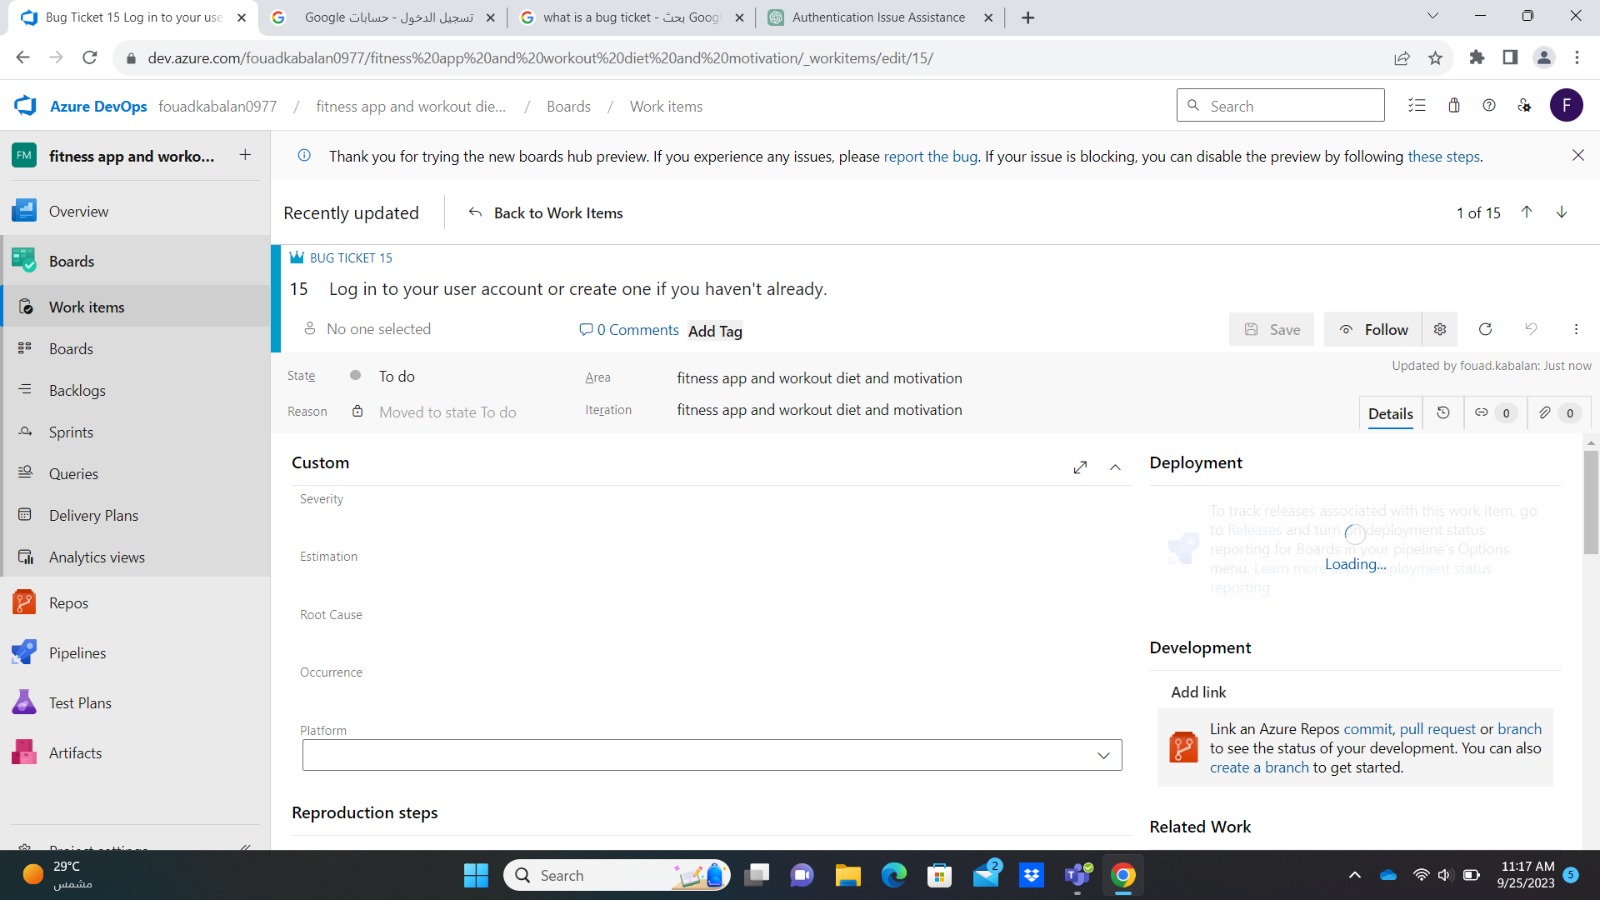 Bug Ticket 15 Log in to your use
تسجيل الدخول - حسابات Google
what is a bug ticket - بحث Googl
Authentication Issue Assistance
dev.azure.com/fouadkabalan0977/fitness%20app%20and%20workout%20diet%20and%20motivation/_workitems/edit/15/
Azure DevOps fouadkabalan0977 / fitness app and workout die... / Boards / Work items
Search
F
FM fitness app and worko... +
Thank you for trying the new boards hub preview. If you experience any issues, please report the bug. If your issue is blocking, you can disable the preview by following these steps.
Overview
Boards
Work items
Boards
Backlogs
Sprints
Queries
Delivery Plans
Analytics views
Repos
Pipelines
Test Plans
Artifacts
Project settings
Recently updated
Back to Work Items
1 of 15
BUG TICKET 15
15 Log in to your user account or create one if you haven't already.
No one selected
0 Comments
Add Tag
Save
Follow
State To do
Area fitness app and workout diet and motivation
Updated by fouad.kabalan: Just now
Reason Moved to state To do
Iteration fitness app and workout diet and motivation
Details
0
0
Custom
Severity
Estimation
Root Cause
Occurrence
Platform
Reproduction steps
Deployment
To track releases associated with this work item, go
to Releases and turn on deployment status
reporting for Boards in your pipeline's Options
menu. Learn more deployment status
reporting
Loading...
Development
Add link
Link an Azure Repos commit, pull request or branch
to see the status of your development. You can also
create a branch to get started.
Related Work
29°C
مشمس
Search
2
11:17 AM
9/25/2023
5